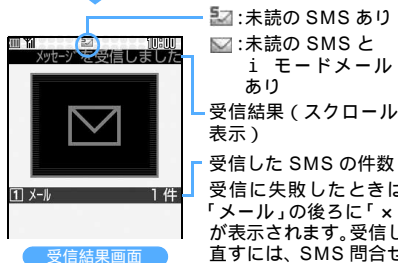 :未読の SMS あり
:未読の SMS と
i モードメール
あり
10:00
メッセージを受信しました
受信結果（スクロール
表示）
受信した SMS の件数
1 メール 1件
受信に失敗したときは
「メール」の後ろに「×
が表示されます。受信し
直すには、SMS 問合せ
受信結果画面